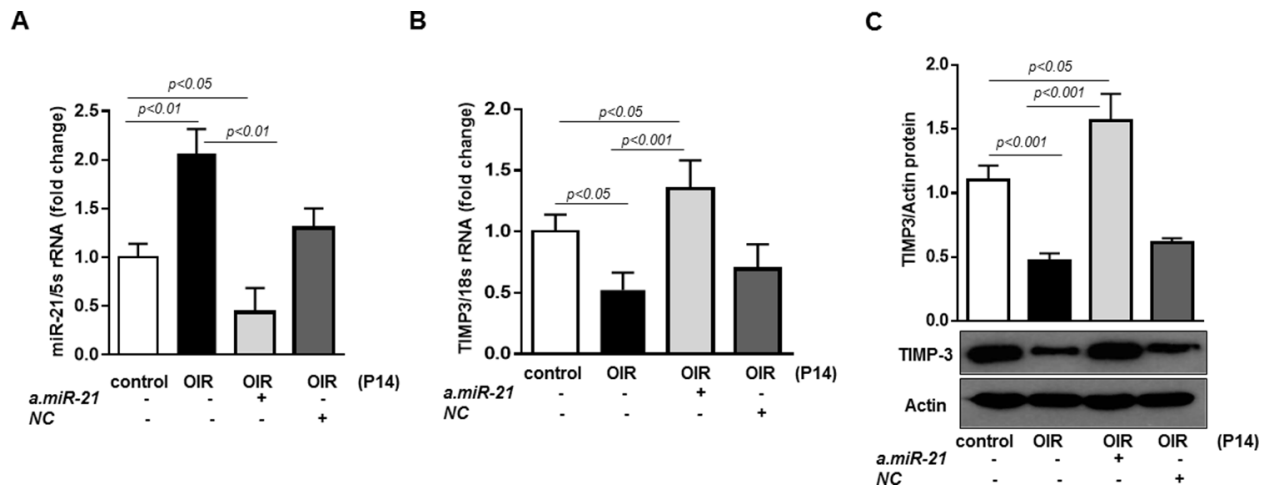 A
miR-21/5s rRNA (fold change)
2.5
2.0
1.5
1.0
0.5
0.0
p<0.05
p<0.01
p<0.01
control OIR OIR OIR (P14)
a.miR-21 - - + -
NC - - - +
B
TIMP3/18s rRNA (fold change)
2.0
1.5
1.0
0.5
0.0
p<0.05
p<0.001
p<0.05
control OIR OIR OIR (P14)
a.miR-21 - - + -
NC - - - +
C
TIMP3/Actin protein
2.0
1.5
1.0
0.5
0.0
p<0.05
p<0.001
p<0.001
TIMP-3
Actin
control OIR OIR OIR (P14)
a.miR-21 - - + -
NC - - - +